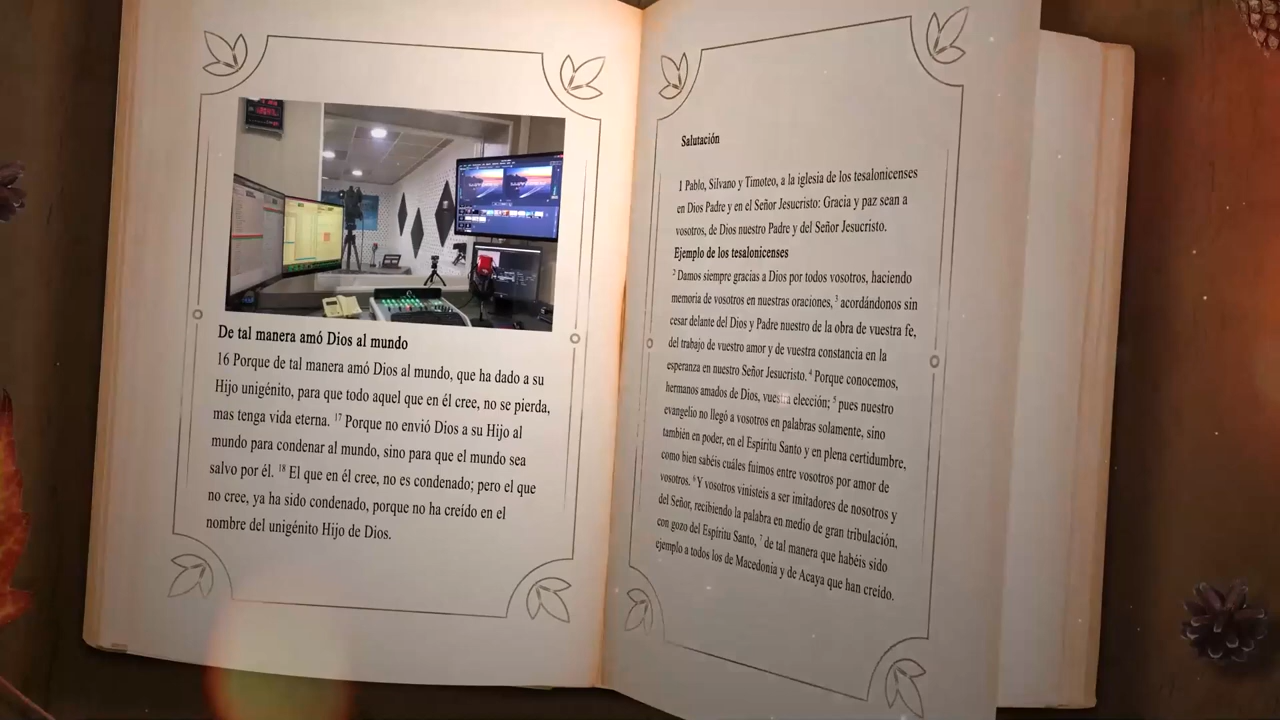 De tal manera amó Dios al mundo
16 Porque de tal manera amó Dios al mundo, que ha dado a su
Hijo unigénito, para que todo aquel que en él cree, no se pierda,
mas tenga vida eterna. 17 Porque no envió Dios a su Hijo al
mundo para condenar al mundo, sino para que el mundo sea
salvo por él. 18 El que en él cree, no es condenado; pero el que
no cree, ya ha sido condenado, porque no ha creído en el
nombre del unigénito Hijo de Dios.
Salutación
1 Pablo, Silvano y Timoteo, a la iglesia de los tesalonicenses
en Dios Padre y en el Señor Jesucristo: Gracia y paz sean a
vosotros, de Dios nuestro Padre y del Señor Jesucristo.
Ejemplo de los tesalonicenses
2 Damos siempre gracias a Dios por todos vosotros, haciendo
memoria de vosotros en nuestras oraciones, 3 acordándonos sin
cesar delante del Dios y Padre nuestro de la obra de vuestra fe,
del trabajo de vuestro amor y de vuestra constancia en la
esperanza en nuestro Señor Jesucristo. 4 Porque conocemos,
hermanos amados de Dios, vuestra elección; 5 pues nuestro
evangelio no llegó a vosotros en palabras solamente, sino
también en poder, en el Espíritu Santo y en plena certidumbre,
como bien sabéis cuáles fuimos entre vosotros por amor de
vosotros. 6 Y vosotros vinisteis a ser imitadores de nosotros y
del Señor, recibiendo la palabra en medio de gran tribulación,
con gozo del Espíritu Santo, 7 de tal manera que habéis sido
ejemplo a todos los de Macedonia y de Acaya que han creído.